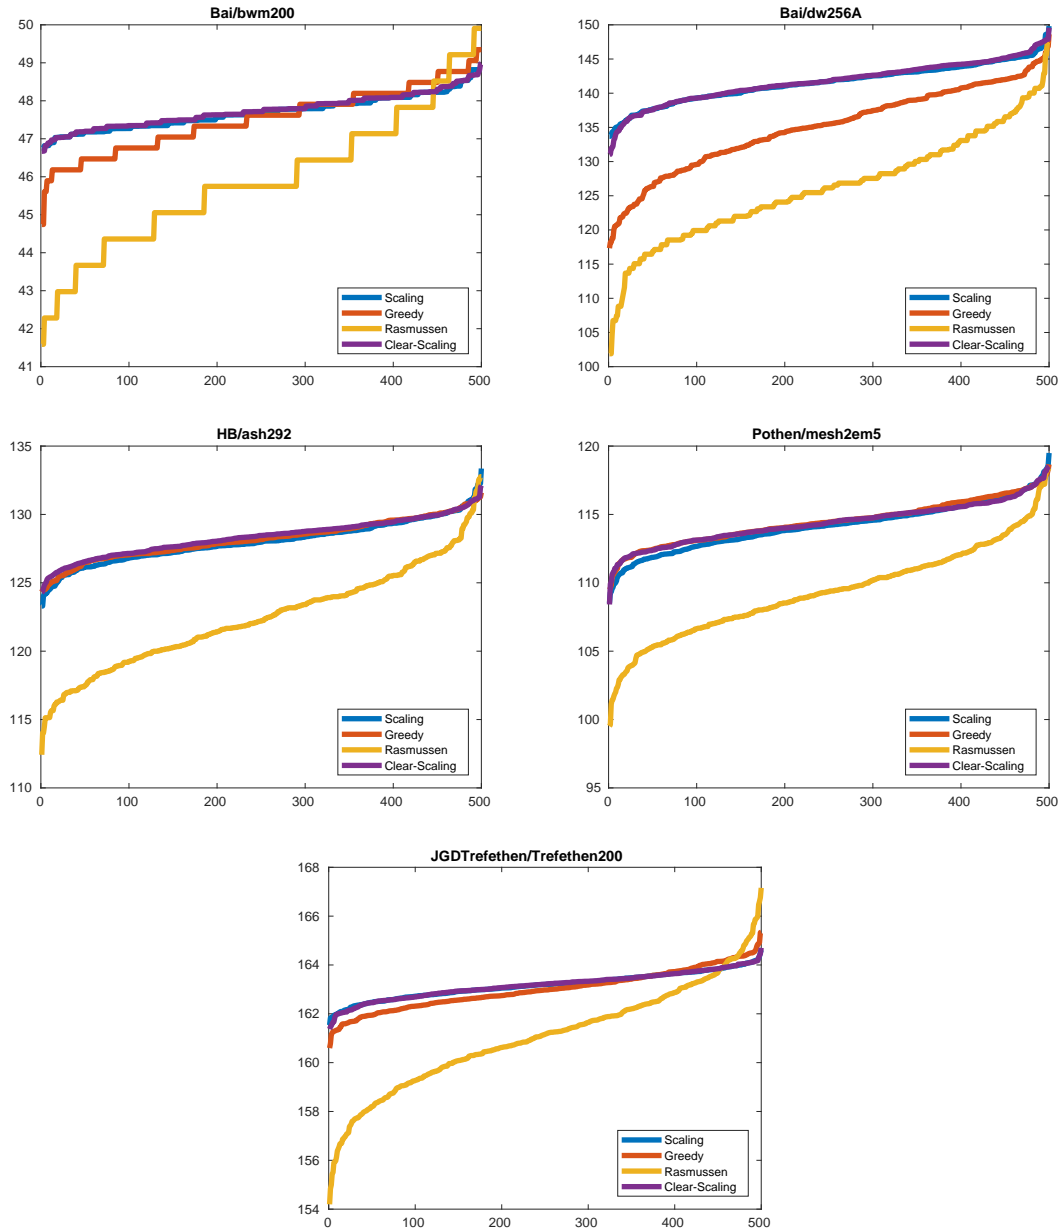 Bai/bwm200
50
49
48
47
46
45
44
43
42
41
0 100 200 300 400 500
Scaling
Greedy
Rasmussen
Clear-Scaling
Bai/dw256A
150
145
140
135
130
125
120
115
110
105
100
0 100 200 300 400 500
Scaling
Greedy
Rasmussen
Clear-Scaling
HB/ash292
135
130
125
120
115
110
0 100 200 300 400 500
Scaling
Greedy
Rasmussen
Clear-Scaling
Pothen/mesh2em5
120
115
110
105
100
95
0 100 200 300 400 500
Scaling
Greedy
Rasmussen
Clear-Scaling
JGDTrefethen/Trefethen200
168
166
164
162
160
158
156
154
0 100 200 300 400 500
Scaling
Greedy
Rasmussen
Clear-Scaling